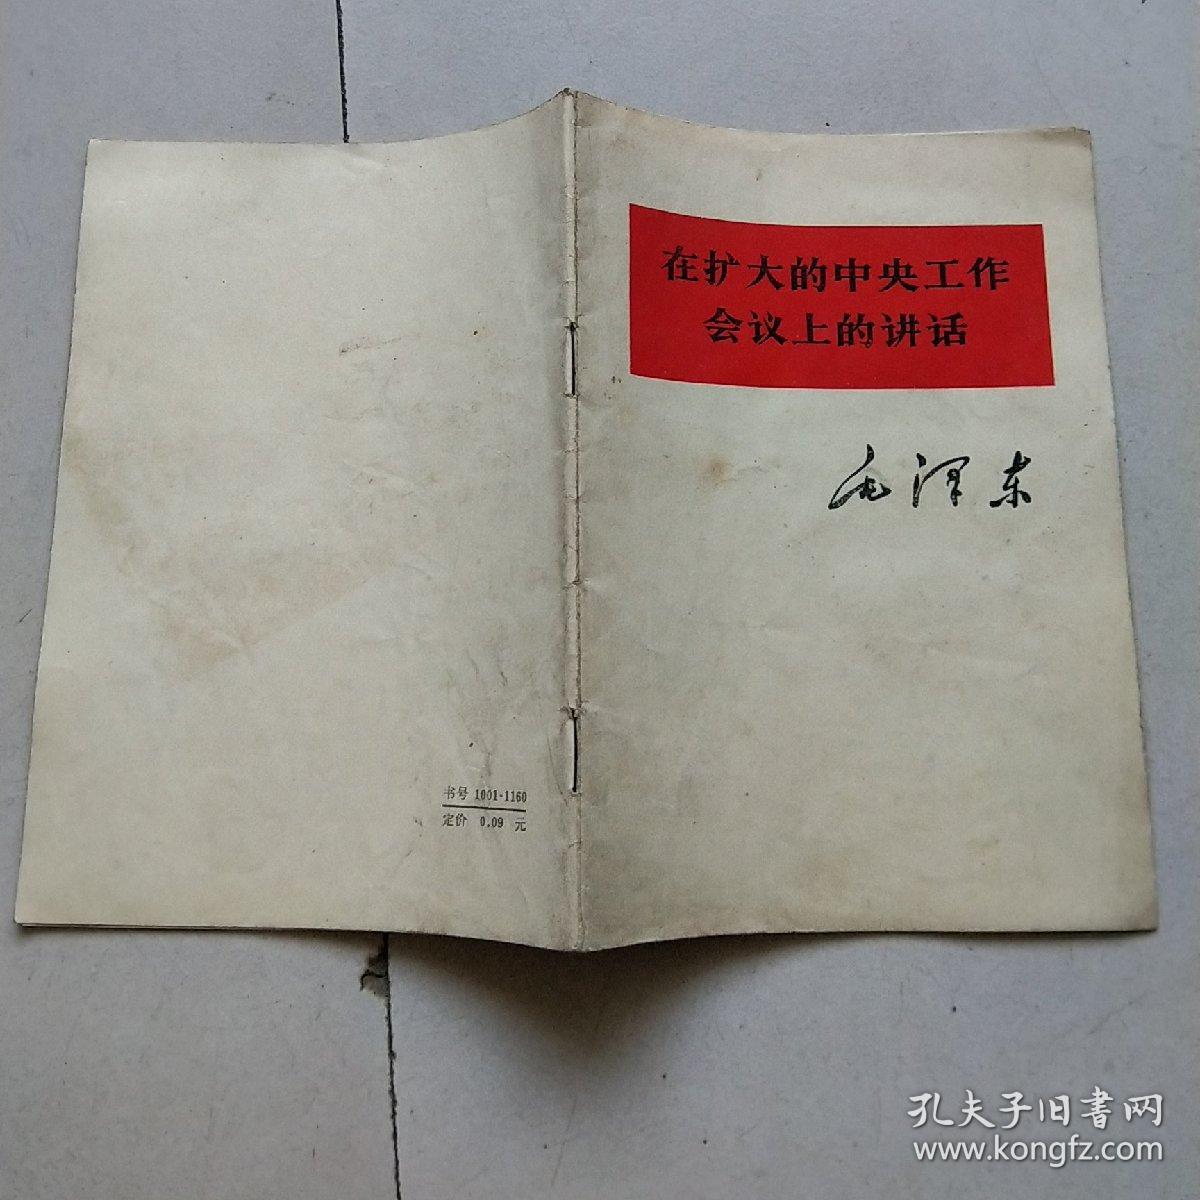 在扩大的中央工作
会议上的讲话
毛泽东
书号 1001·1160
定价 0.09 元
孔夫子旧書网
www.kongfz.com